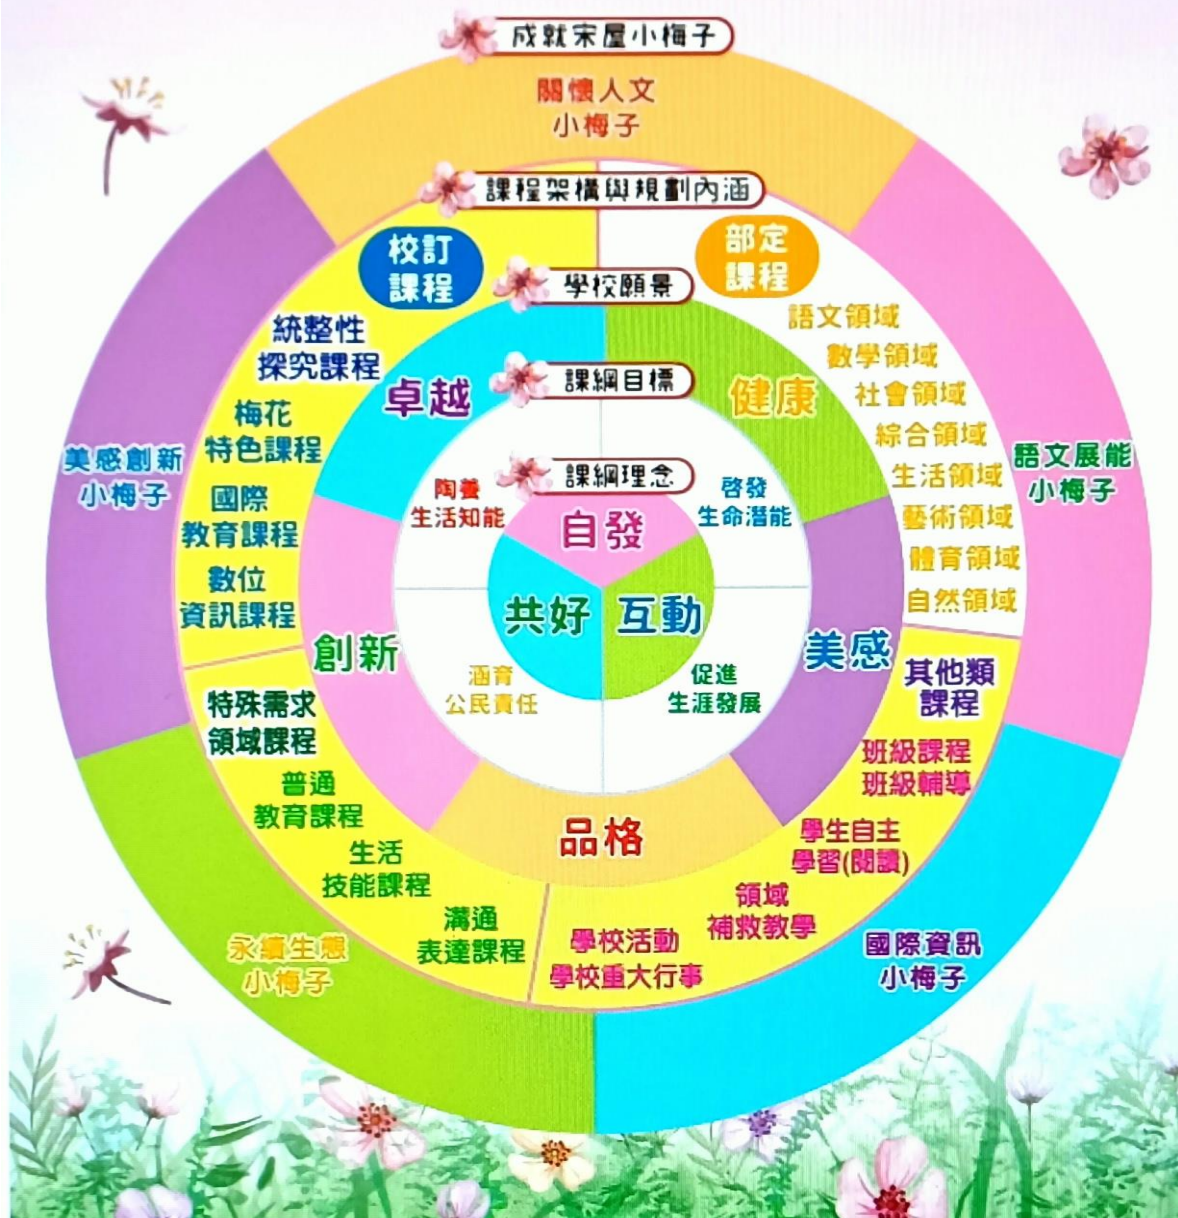 成就宋屋小梅子
關懷人文
小梅子
課程架構與規劃內涵
校訂
課程
部定
課程
學校願景
統整性
探究課程
語文領域
數學領域
社會領域
綜合領域
生活領域
藝術領域
體育領域
自然領域
課綱目標
卓越
健康
梅花
特色課程
美感創新
小梅子
語文展能
小梅子
國際
教育課程
數位
資訊課程
課綱理念
陶養
生活知能
啓發
生命潛能
自發
共好
互動
創新
美感
涵育
公民責任
促進
生涯發展
其他類
課程
特殊需求
領域課程
班級課程
班級輔導
普通
教育課程
品格
學生自主
學習(閱讀)
生活
技能課程
領域
補救教學
溝通
表達課程
學校活動
學校重大行事
永續生態
小梅子
國際資訊
小梅子